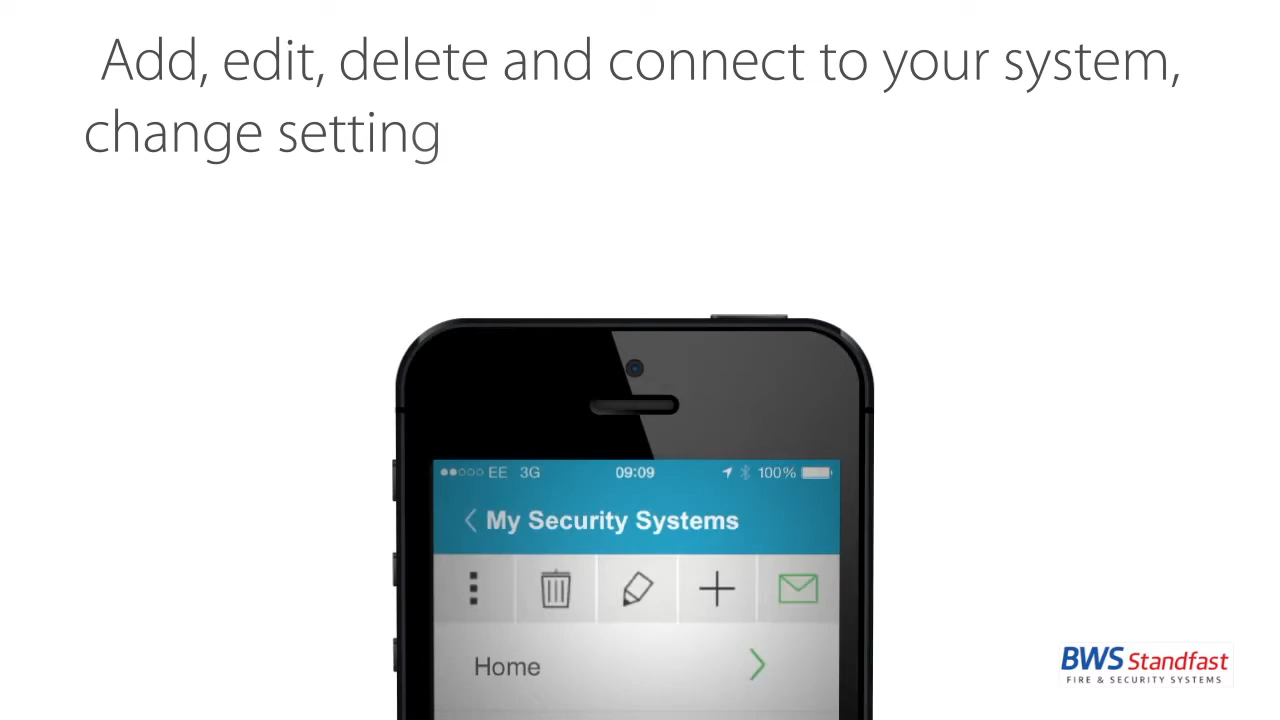 Add, edit, delete and connect to your system,
change setting
EE 3G 09:09 100%
My Security Systems
Home
BWS Standfast
FIRE & SECURITY SYSTEMS